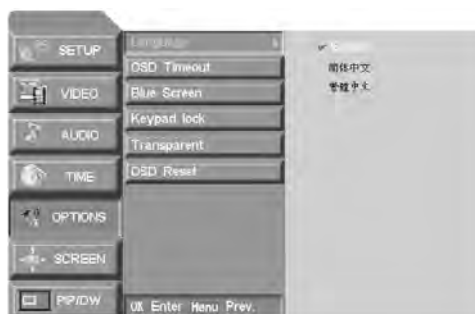 SETUP
VIDEO
AUDIO
TIME
OPTIONS
SCREEN
PIP/DW
Language
OSD Timeout
Blue Screen
Keypad lock
Transparent
OSD Reset
OK Enter Menu Prev.
简体中文
繁體中文